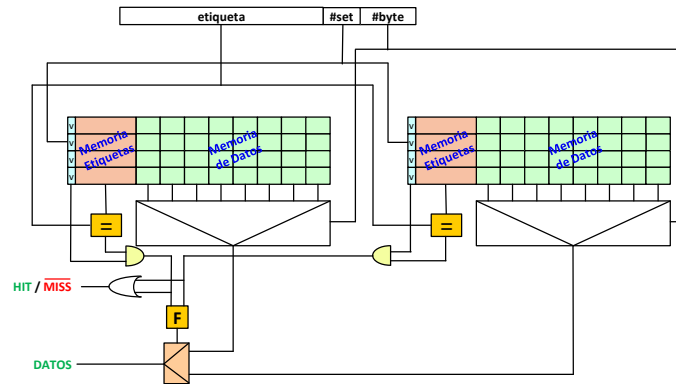 etiqueta #set #byte
V Memoria Etiquetas Memoria de Datos
V
V
V
V Memoria Etiquetas Memoria de Datos
V
V
V
= =
HIT / MISS
F
DATOS